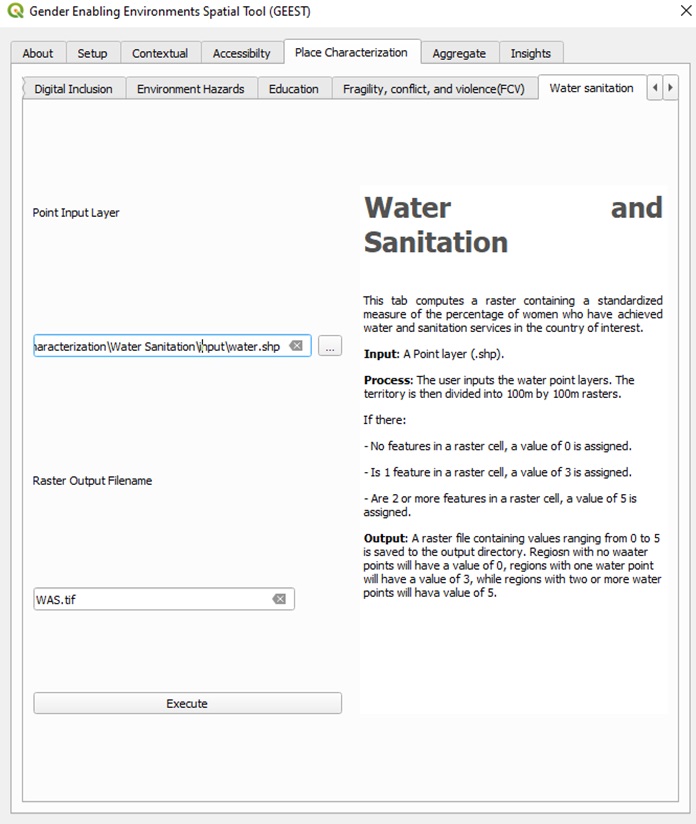 Gender Enabling Environments Spatial Tool (GEEST)
About Setup Contextual Accessibilty Place Characterization Aggregate Insights
Digital Inclusion Environment Hazards Education Fragility, conflict, and violence(FCV) Water sanitation
Point Input Layer
Water and
Sanitation
This tab computes a raster containing a standardized
measure of the percentage of women who have achieved
water and sanitation services in the country of interest.
haracterization\Water Sanitation\input\water.shp
...
Input: A Point layer (.shp).
Process: The user inputs the water point layers. The
territory is then divided into 100m by 100m rasters.
If there:
- No features in a raster cell, a value of 0 is assigned.
- Is 1 feature in a raster cell, a value of 3 is assigned.
- Are 2 or more features in a raster cell, a value of 5 is
assigned.
Raster Output Filename
Output: A raster file containing values ranging from 0 to 5
is saved to the output directory. Regiosn with no waater
points will have a value of 0, regions with one water point
will have a value of 3, while regions with two or more water
points will hava value of 5.
WAS.tif
Execute